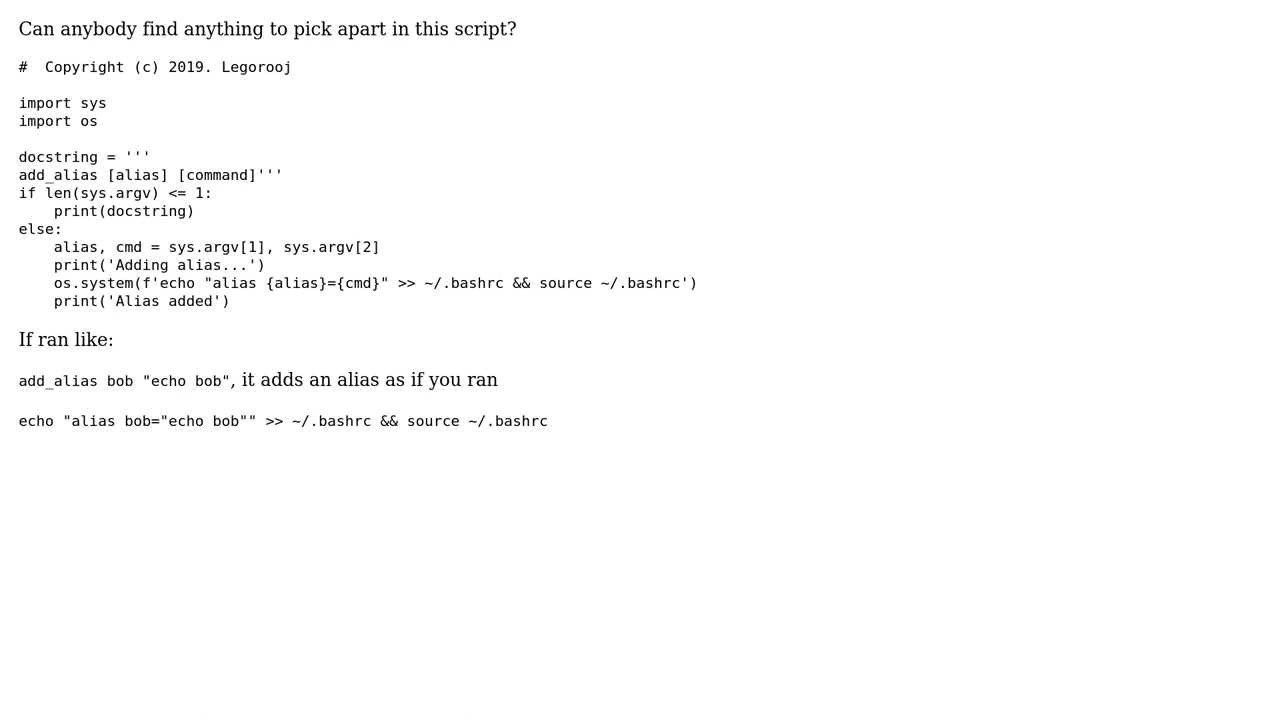 Can anybody find anything to pick apart in this script?
#  Copyright (c) 2019. Legorooj
import sys
import os
docstring = '''
add_alias [alias] [command]'''
if len(sys.argv) <= 1:
    print(docstring)
else:
    alias, cmd = sys.argv[1], sys.argv[2]
    print('Adding alias...')
    os.system(f'echo "alias {alias}={cmd}" >> ~/.bashrc && source ~/.bashrc')
    print('Alias added')
If ran like:
add_alias bob "echo bob", it adds an alias as if you ran
echo "alias bob="echo bob"" >> ~/.bashrc && source ~/.bashrc